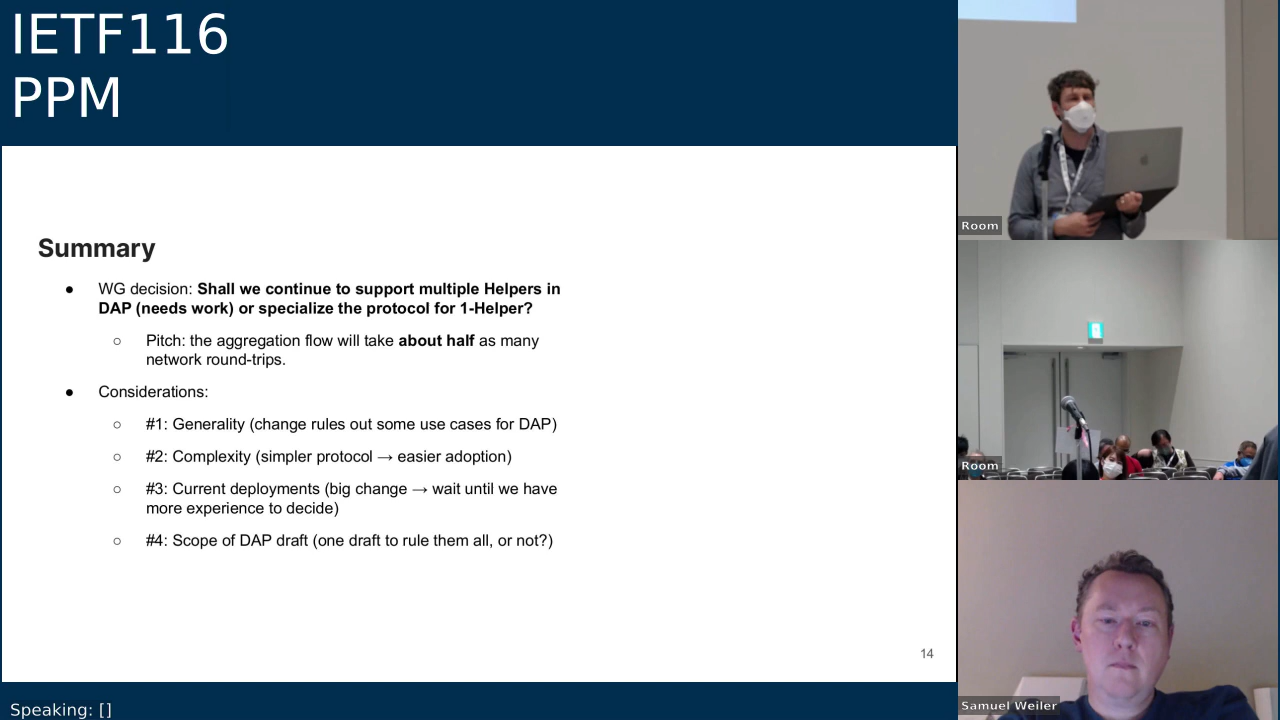 IETF116
PPM
Summary
● WG decision: Shall we continue to support multiple Helpers in
DAP (needs work) or specialize the protocol for 1-Helper?
○ Pitch: the aggregation flow will take about half as many
network round-trips.
● Considerations:
○ #1: Generality (change rules out some use cases for DAP)
○ #2: Complexity (simpler protocol → easier adoption)
○ #3: Current deployments (big change → wait until we have
more experience to decide)
○ #4: Scope of DAP draft (one draft to rule them all, or not?)
14
Speaking: []
Room
Room
Samuel Weiler